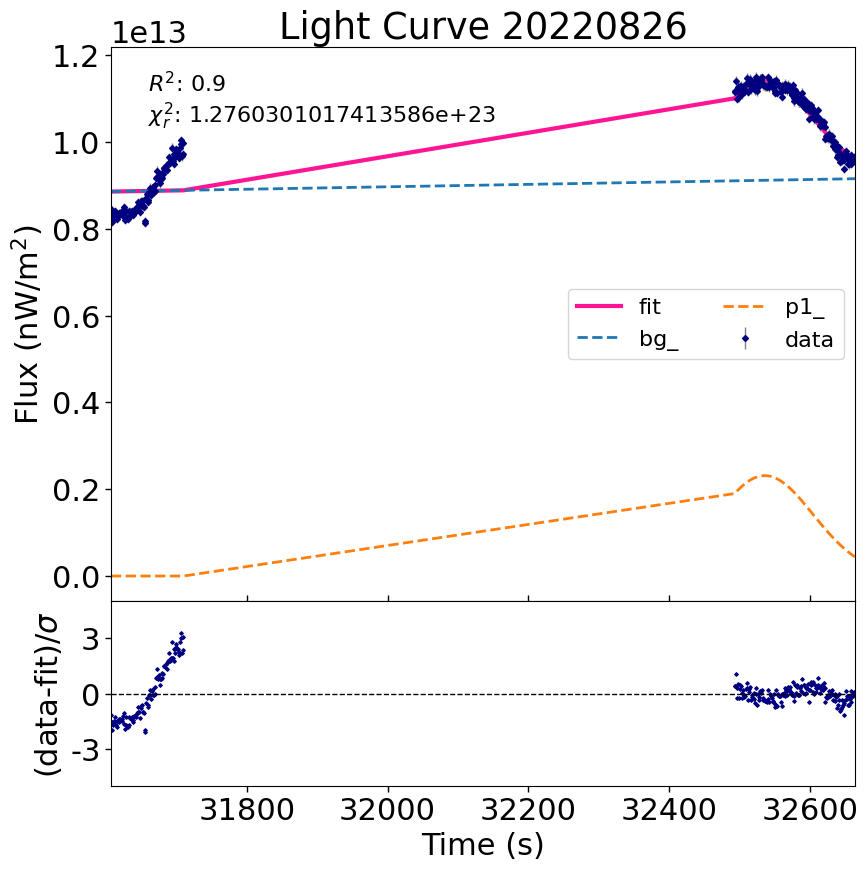 Light Curve 20220826
1e13
R²: 0.9
χ²ᵣ: 1.2760301017413586e+23
1.2
1.0
0.8
0.6
0.4
0.2
0.0
Flux (nW/m²)
fit
bg_
p1_
data
3
0
-3
(data-fit)/σ
31800 32000 32200 32400 32600
Time (s)